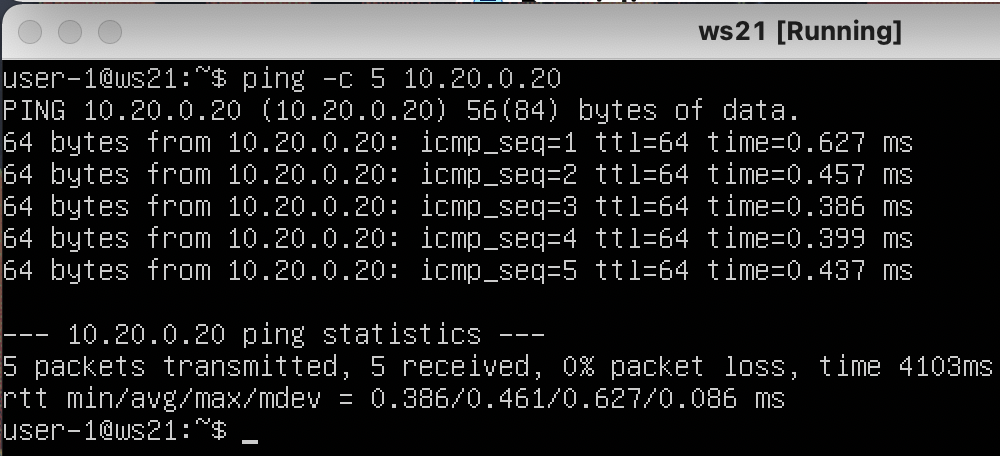 ws21 [Running]
user-1@ws21:~$ ping -c 5 10.20.0.20
PING 10.20.0.20 (10.20.0.20) 56(84) bytes of data.
64 bytes from 10.20.0.20: icmp_seq=1 ttl=64 time=0.627 ms
64 bytes from 10.20.0.20: icmp_seq=2 ttl=64 time=0.457 ms
64 bytes from 10.20.0.20: icmp_seq=3 ttl=64 time=0.386 ms
64 bytes from 10.20.0.20: icmp_seq=4 ttl=64 time=0.399 ms
64 bytes from 10.20.0.20: icmp_seq=5 ttl=64 time=0.437 ms

--- 10.20.0.20 ping statistics ---
5 packets transmitted, 5 received, 0% packet loss, time 4103ms
rtt min/avg/max/mdev = 0.386/0.461/0.627/0.086 ms
user-1@ws21:~$ _